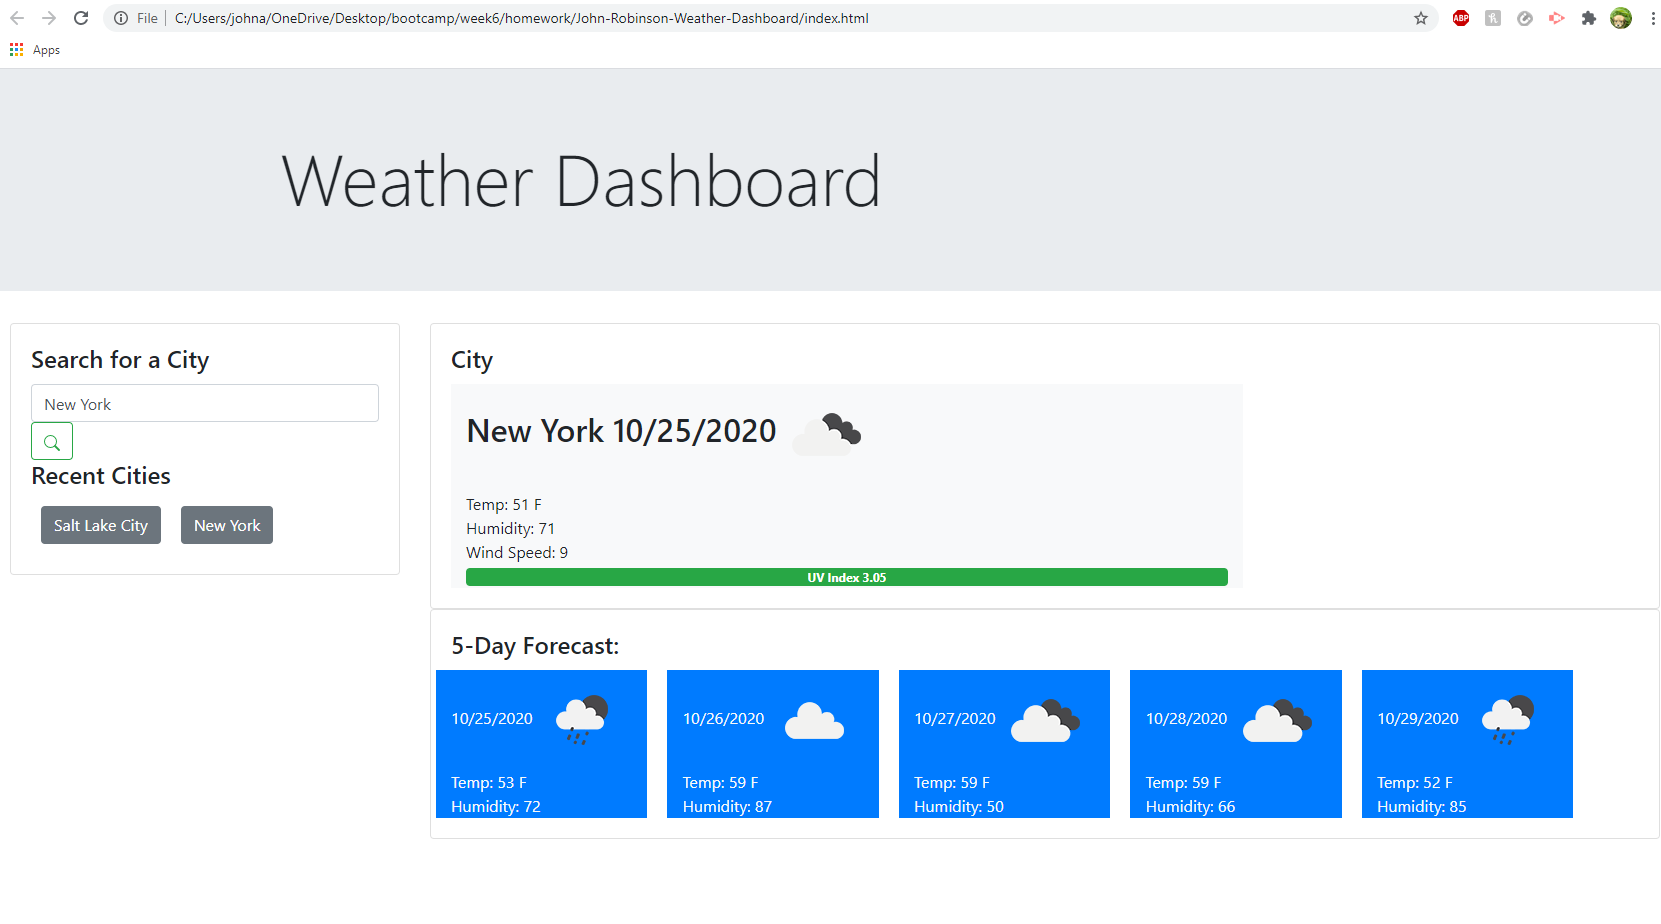 File C:/Users/johna/OneDrive/Desktop/bootcamp/week6/homework/John-Robinson-Weather-Dashboard/index.html
ABP
Apps
Weather Dashboard
Search for a City
New York
Recent Cities
Salt Lake City New York
City
New York 10/25/2020
Temp: 51 F
Humidity: 71
Wind Speed: 9
UV Index 3.05
5-Day Forecast:
10/25/2020
Temp: 53 F
Humidity: 72
10/26/2020
Temp: 59 F
Humidity: 87
10/27/2020
Temp: 59 F
Humidity: 50
10/28/2020
Temp: 59 F
Humidity: 66
10/29/2020
Temp: 52 F
Humidity: 85